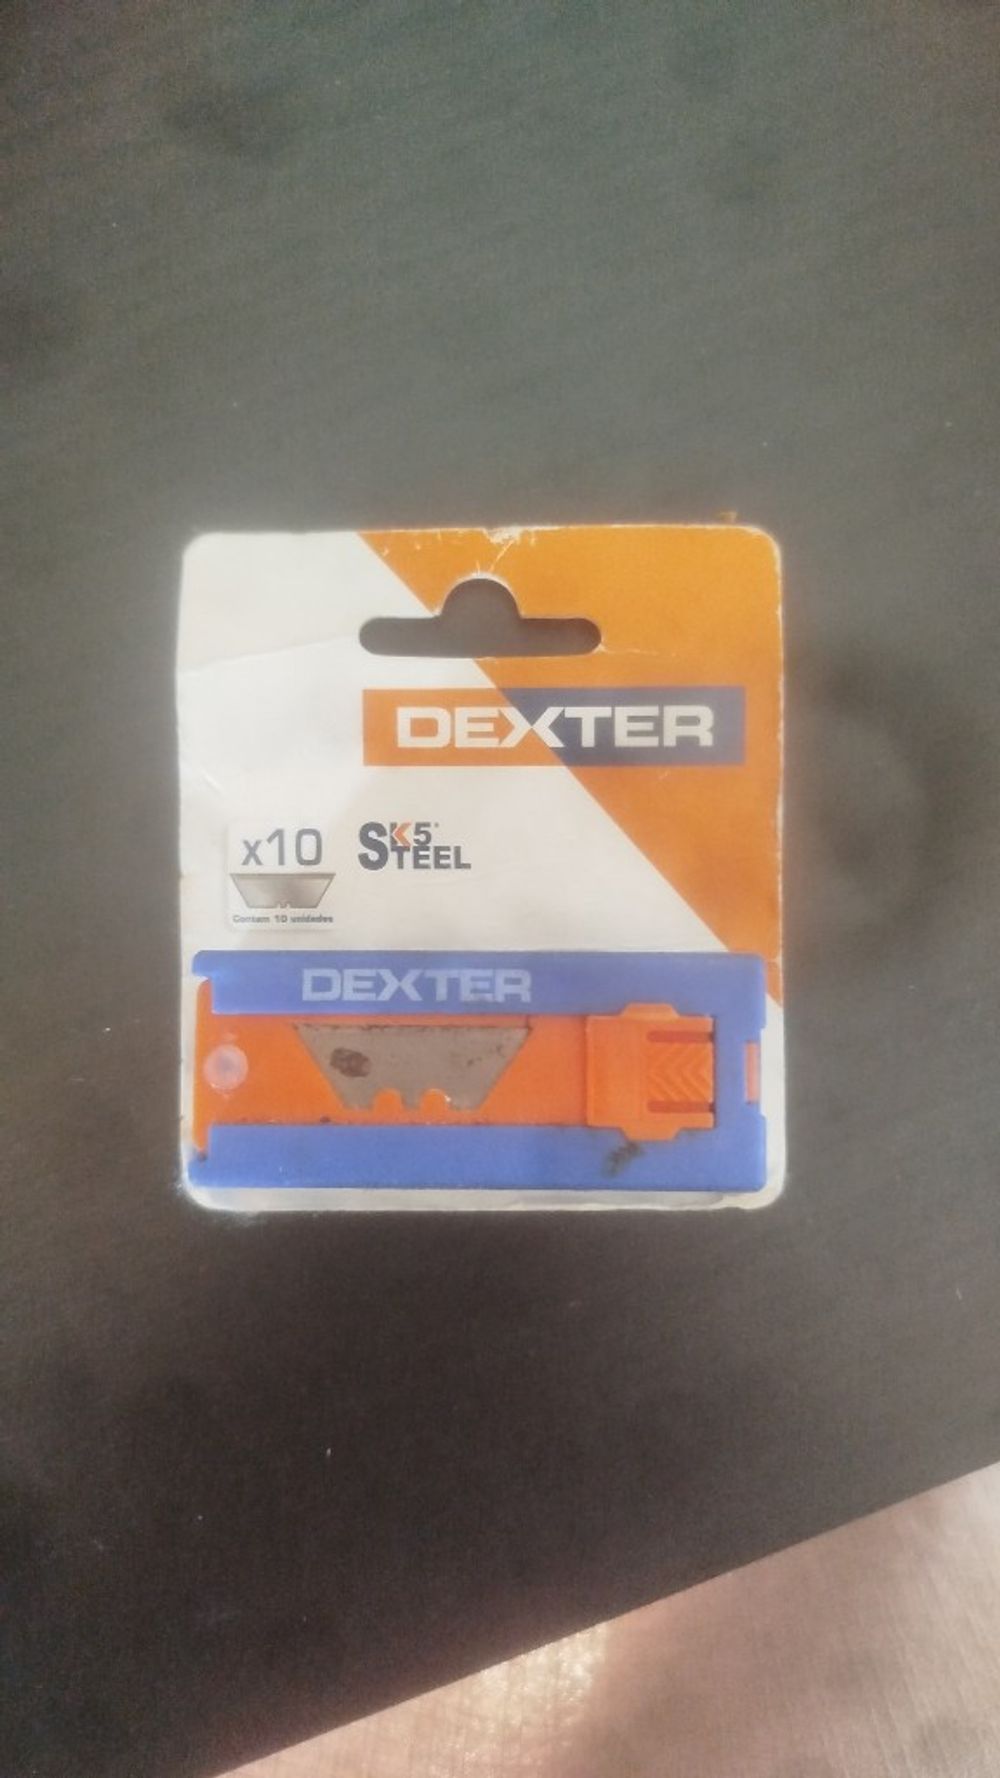 DEXTER
x10
SK5
STEEL
Contem 10 unidades
DEXTER